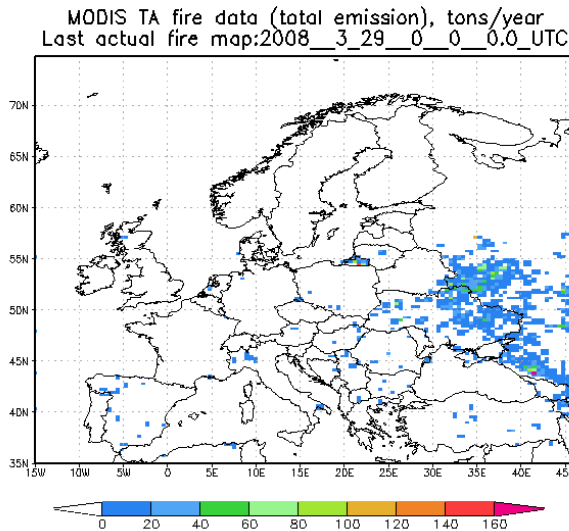 MODIS TA fire data (total emission), tons/year
Last actual fire map:2008__3_29__0__0__0.0_UTC
70N
65N
60N
55N
50N
45N
40N
35N
15W 10W 5W 0 5E 10E 15E 20E 25E 30E 35E 40E 45E
0 20 40 60 80 100 120 140 160